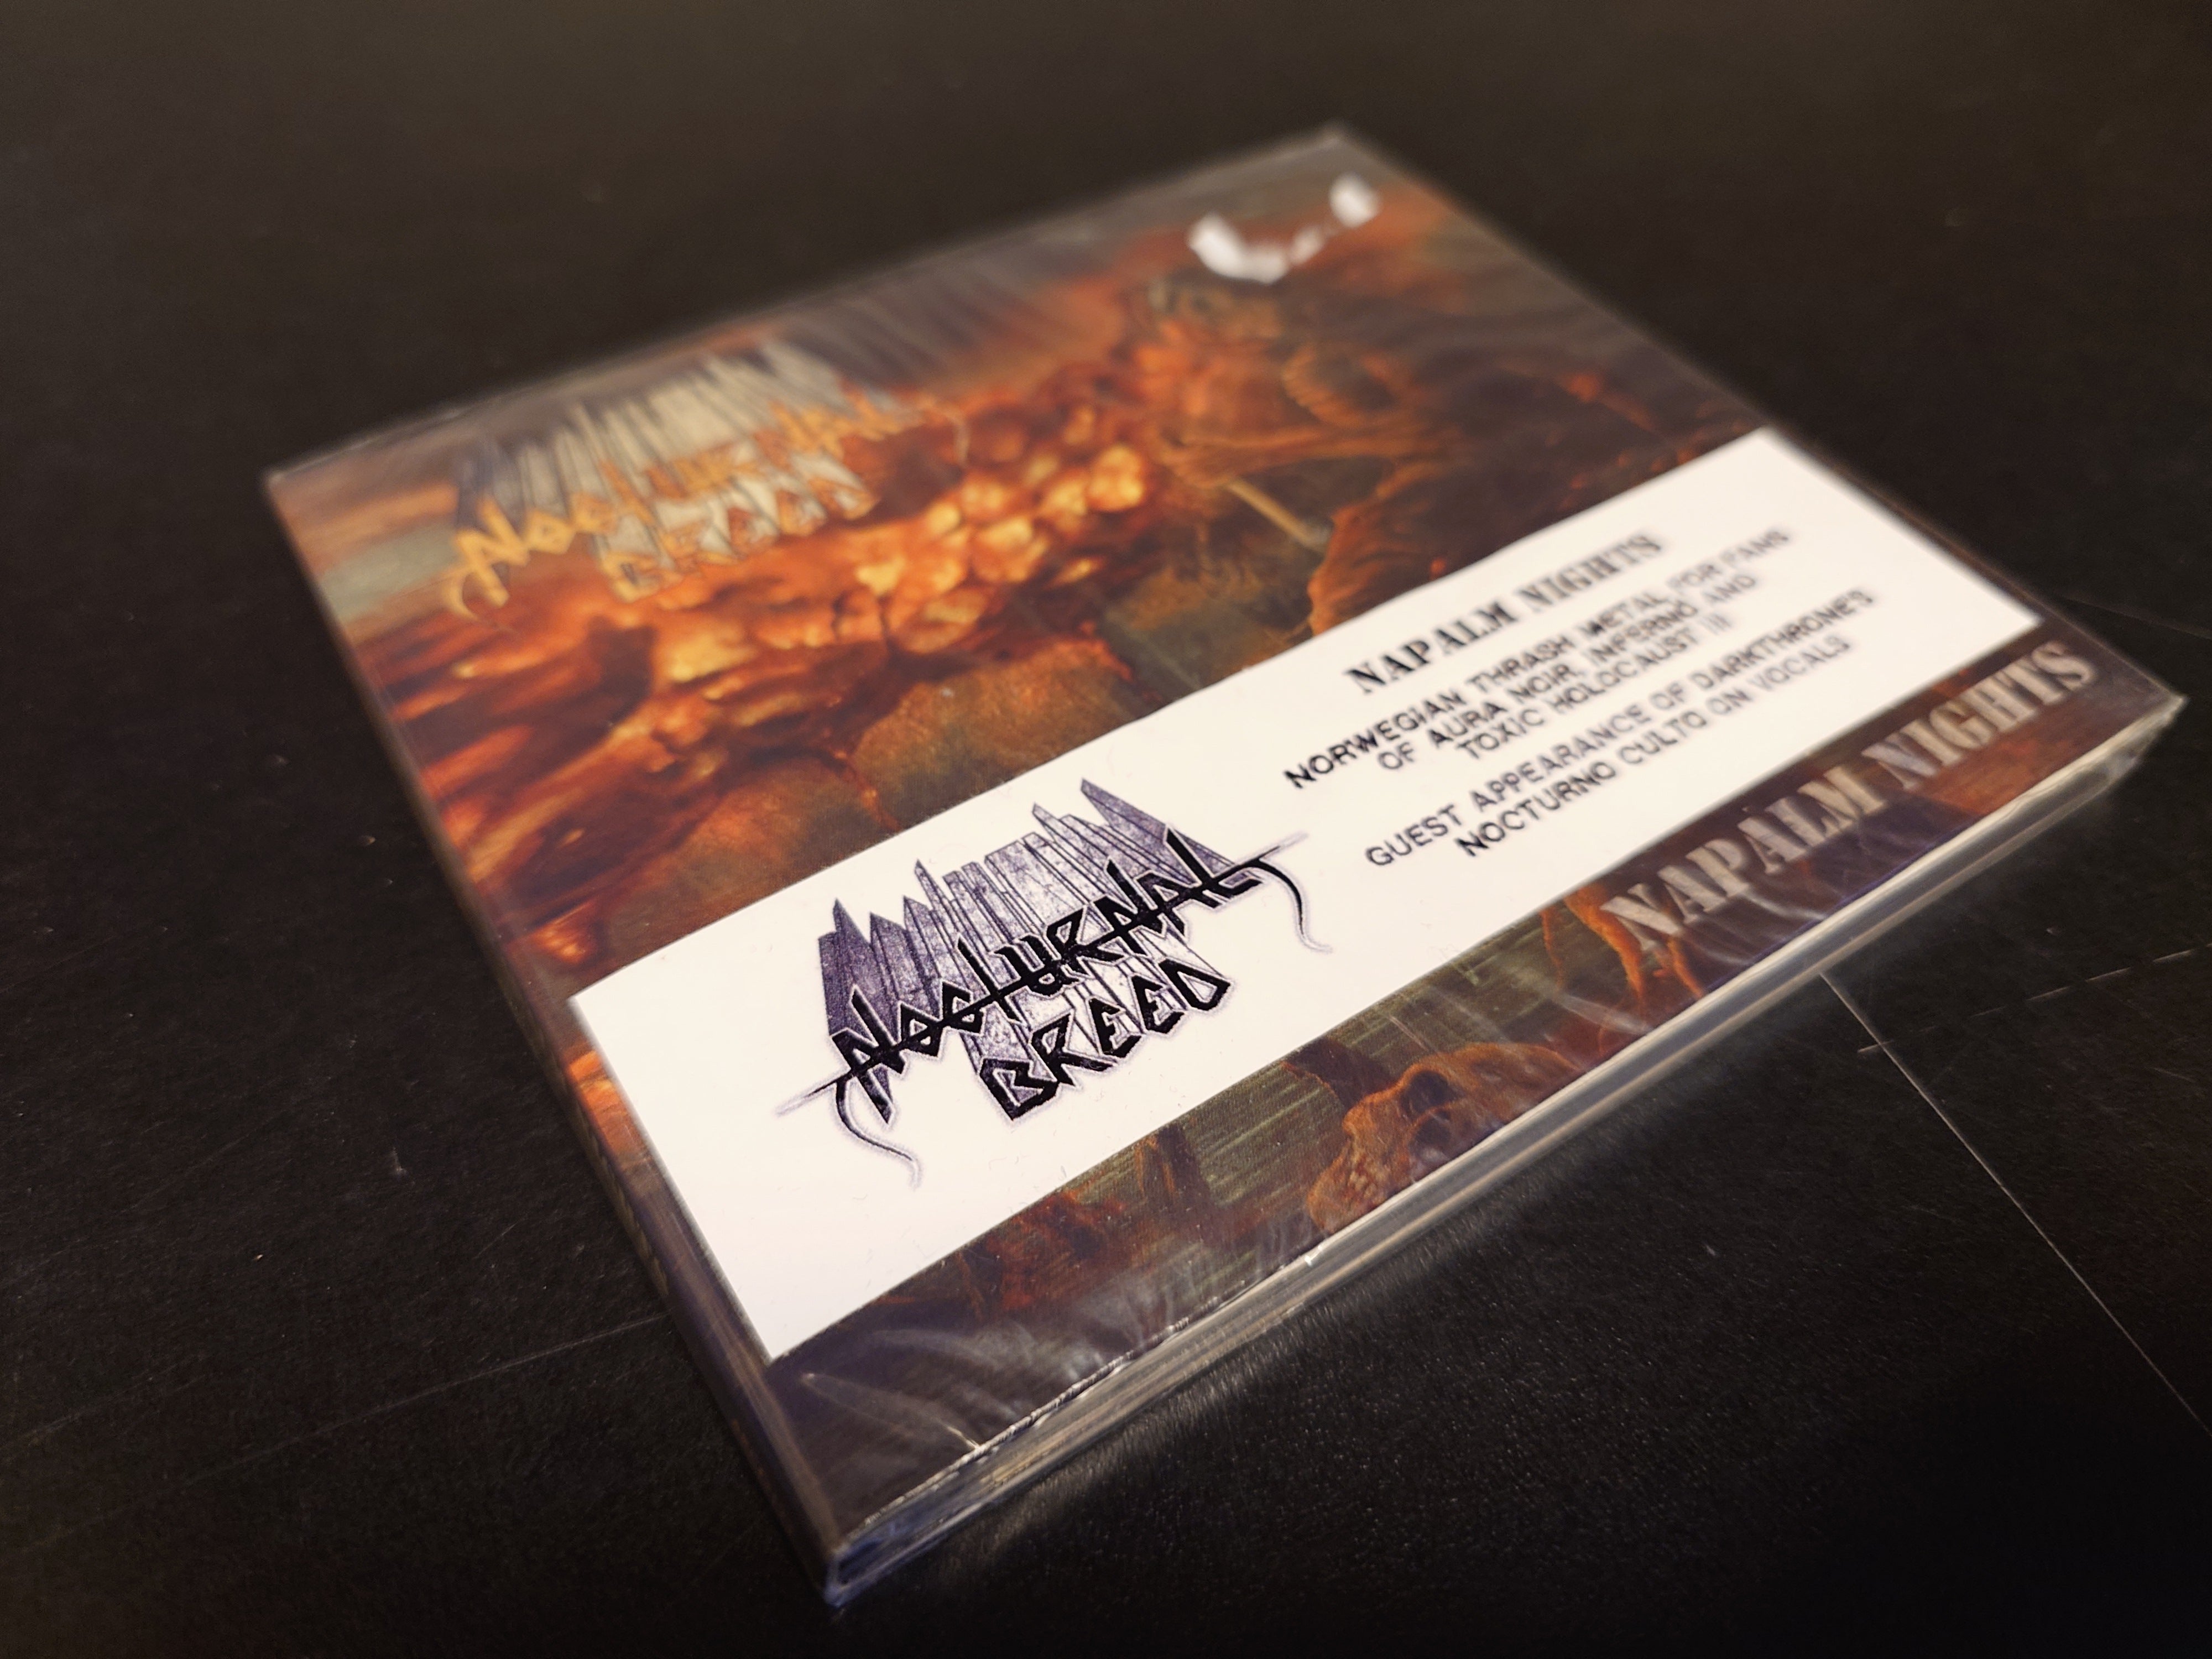 NOCTURNAL
BREED
NAPALM NIGHTS
NORWEGIAN THRASH METAL FOR FANS
OF AURA NOIR, INFERNO AND
TOXIC HOLOCAUST !!!
GUEST APPEARANCE OF DARKTHRONE'S
NOCTURNO CULTO ON VOCALS
NOCTURNAL
BREED
NAPALM NIGHTS